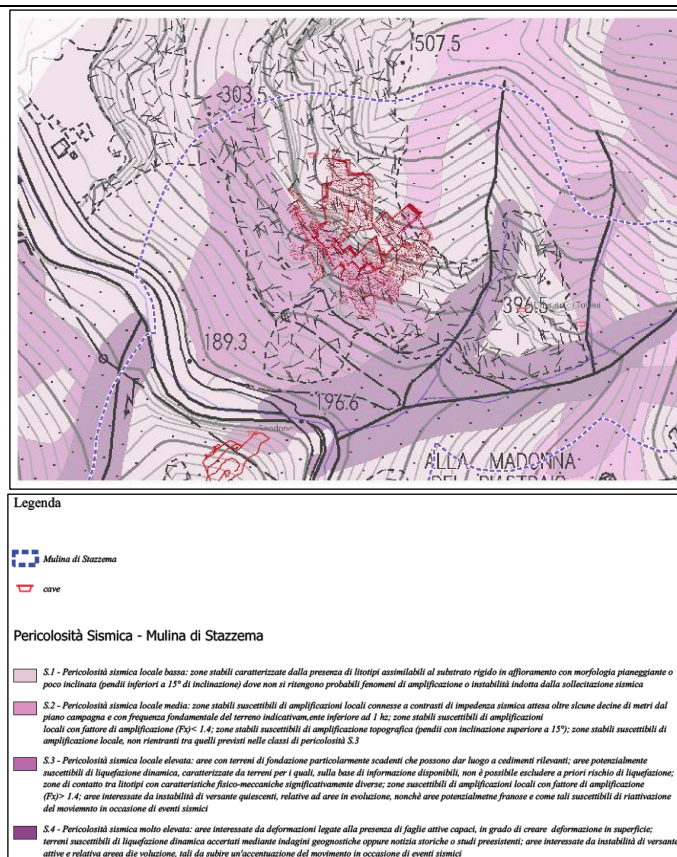 507.5
303.5
396.5
189.3
196.6
ALLA MADONNA
DEL PIASTRAIO
Legenda
Mulina di Stazzema
cave
Pericolosità Sismica - Mulina di Stazzema
S.1 - Pericolosità sismica locale bassa: zone stabili caratterizzate dalla presenza di litotipi assimilabili al substrato rigido in affioramento con morfologia pianeggiante o
poco inclinata (pendii inferiori a 15° di inclinazione) dove non si ritengono probabili fenomeni di amplificazione o instabilità indotta dalla sollecitazione sismica
S.2 - Pericolosità sismica locale media: zone stabili suscettibili di amplificazioni locali connesse a contrasti di impedenza sismica attesa oltre slcune decine di metri dal
piano campagna e con frequenza fondamentale del terreno indicativam,ente inferiore ad 1 hz; zone stabili suscettibili di amplificazioni
locali con fattore di amplificazione (Fx)< 1.4; zone stabili suscettibili di amplificazione topografica (pendii con inclinazione superiore a 15°); zone stabili suscettibili di
amplificazione locale, non rientranti tra quelli previsti nelle classi di pericolosità S.3
S.3 - Pericolosità sismica locale elevata: aree con terreni di fondazione particolarmente scadenti che possono dar luogo a cedimenti rilevanti; aree potenzialmente
suscettibili di liquefazione dinamica, caratterizzate da terreni per i quali, sulla base di informazione disponibili, non è possibile escludere a priori rischio di liquefazione;
zone di contatto tra litotipi con caratteristiche fisico-meccaniche significativamente diverse; zone suscettibili di amplificazioni locali con fattore di amplificazione
(Fx)> 1.4; aree interessate da instabilità di versante quiescenti, relative ad aree in evoluzione, nonchè aree potenzialmetne franose e come tali suscettibili di riattivazione
del moviemnto in occasione di eventi sismici
S.4 - Pericolosità sismica molto elevata: aree interessate da deformazioni legate alla presenza di faglie attive capaci, in grado di creare deformazione in superficie;
terreni suscettibili di liquefazione dinamica accertati mediante indagini geognostiche oppure notizia storiche o studi preesistenti; aree interessate da instabilità di versante
attive e relativa areea die voluzione, tali da subire un'accentuazione del movimento in occasione di eventi sismici